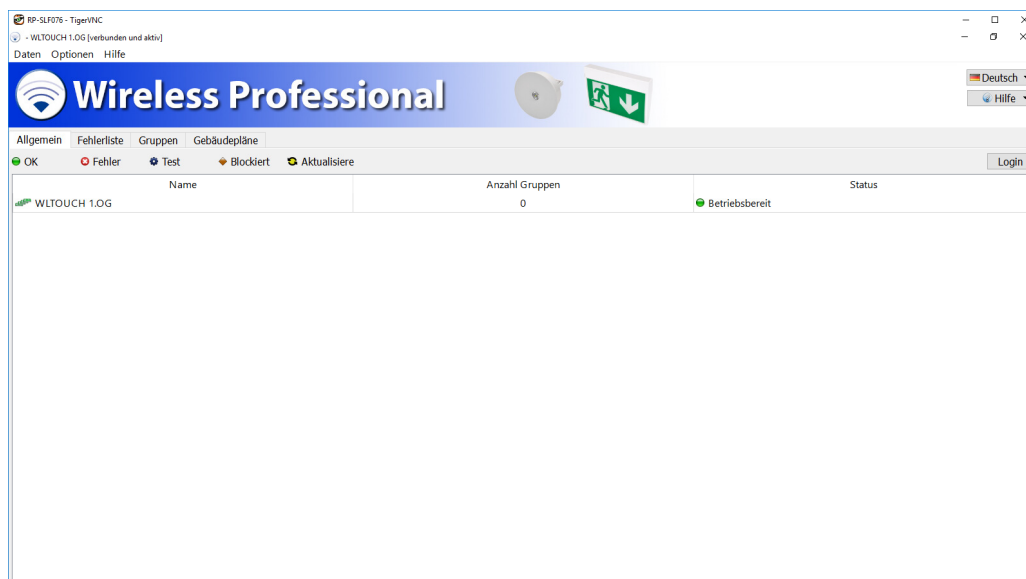 RP-SLF076 - TigerVNC
- WLTOUCH 1.OG [verbunden und aktiv]
Daten Optionen Hilfe
Wireless Professional
Deutsch
Hilfe
Allgemein Fehlerliste Gruppen Gebäudepläne
OK Fehler Test Blockiert Aktualisiere Login
Name Anzahl Gruppen Status
WLTOUCH 1.OG 0 Betriebsbereit